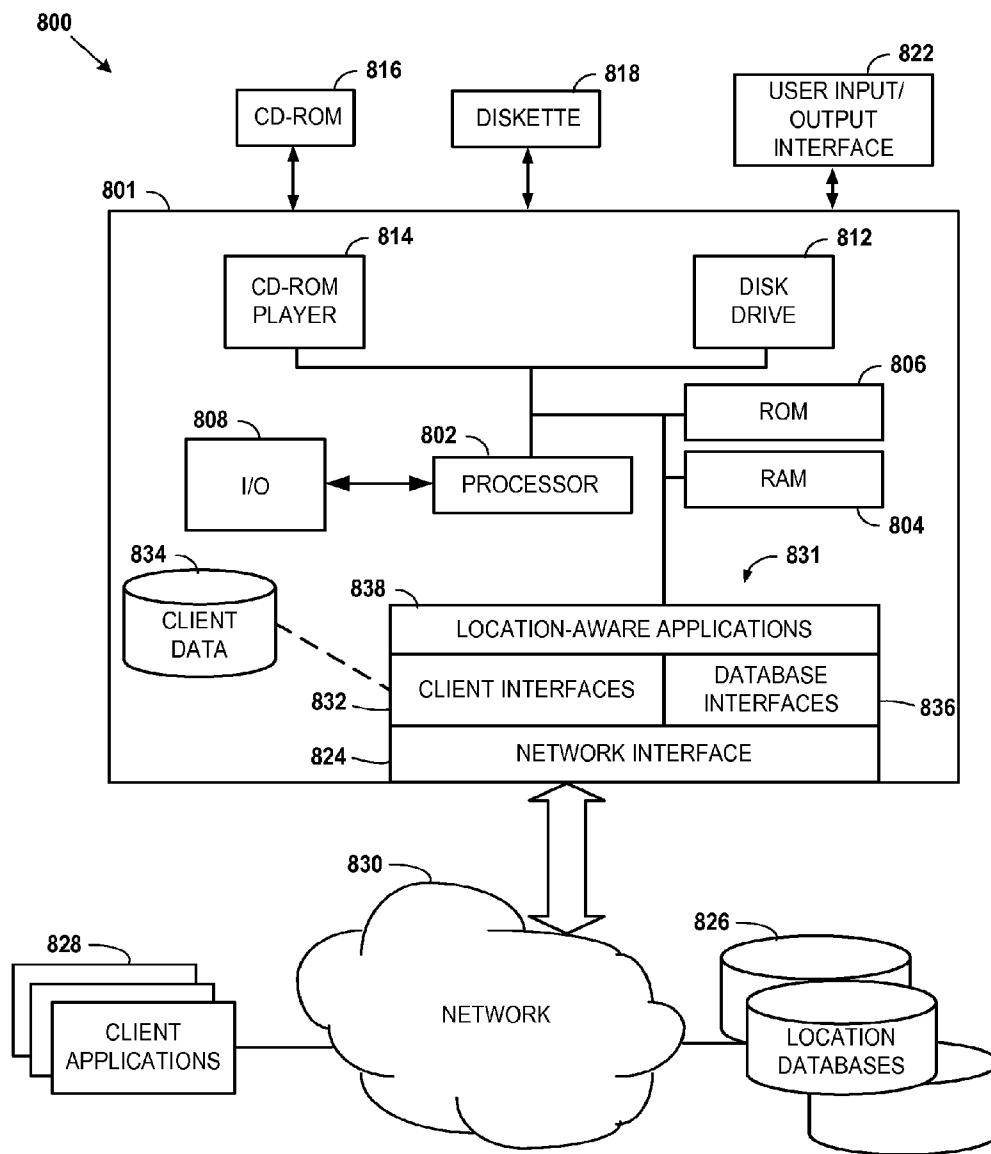 800
816
CD-ROM
818
DISKETTE
822
USER INPUT/
OUTPUT
INTERFACE
801
814
CD-ROM
PLAYER
812
DISK
DRIVE
806
ROM
808
I/O
802
PROCESSOR
RAM
804
834
CLIENT
DATA
831
838
LOCATION-AWARE APPLICATIONS
832
CLIENT INTERFACES
DATABASE
INTERFACES
836
824
NETWORK INTERFACE
830
NETWORK
828
CLIENT
APPLICATIONS
826
LOCATION
DATABASES